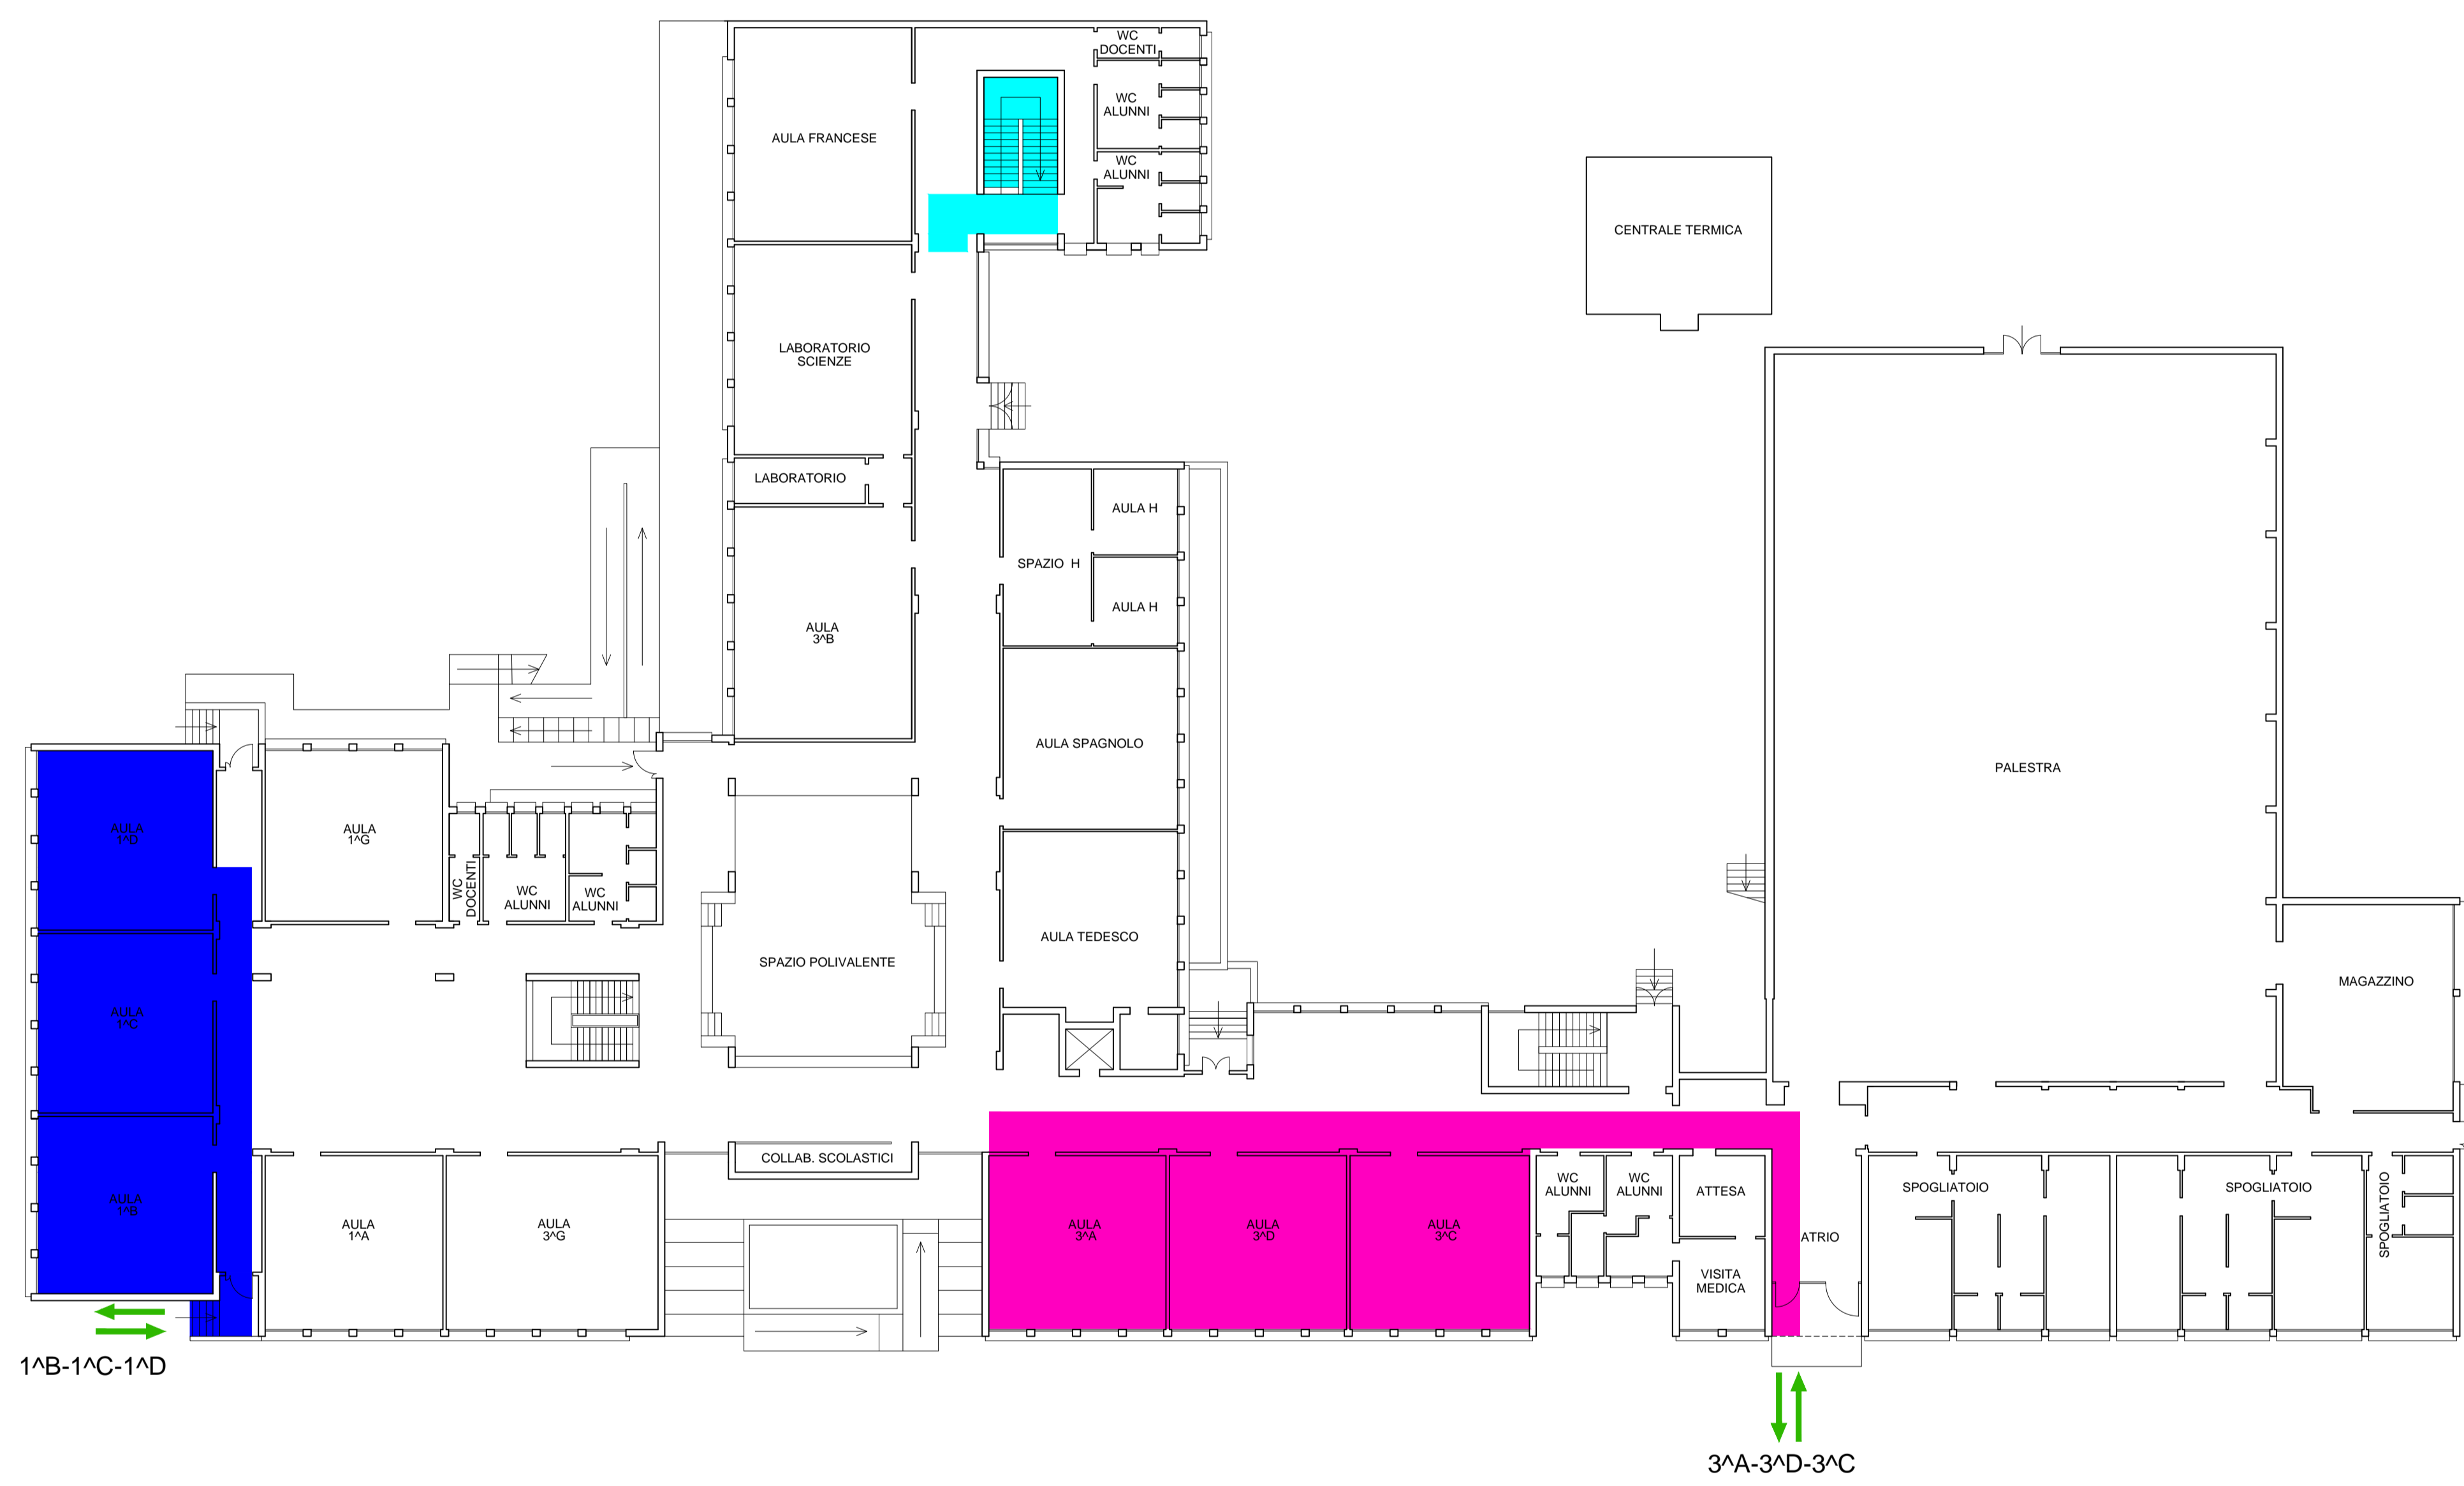 WC
DOCENTI
WC
ALUNNI
AULA FRANCESE
WC
ALUNNI
CENTRALE TERMICA
LABORATORIO
SCIENZE
LABORATORIO
AULA H
SPAZIO H
AULA H
AULA
3^B
AULA SPAGNOLO
PALESTRA
AULA
1^D
AULA
1^G
WC
DOCENTI
WC
ALUNNI
WC
ALUNNI
AULA TEDESCO
SPAZIO POLIVALENTE
MAGAZZINO
AULA
1^C
COLLAB. SCOLASTICI
AULA
1^B
AULA
1^A
AULA
3^G
AULA
3^A
AULA
3^D
AULA
3^C
WC
ALUNNI
WC
ALUNNI
ATTESA
VISITA
MEDICA
ATRIO
SPOGLIATOIO
SPOGLIATOIO
SPOGLIATOIO
1^B-1^C-1^D
3^A-3^D-3^C